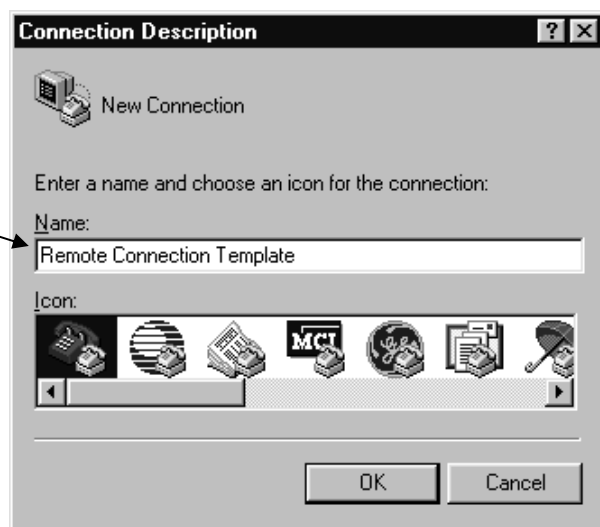 Connection Description
New Connection
Enter a name and choose an icon for the connection:
Name:
Remote Connection Template
Icon:
MCI
OK Cancel